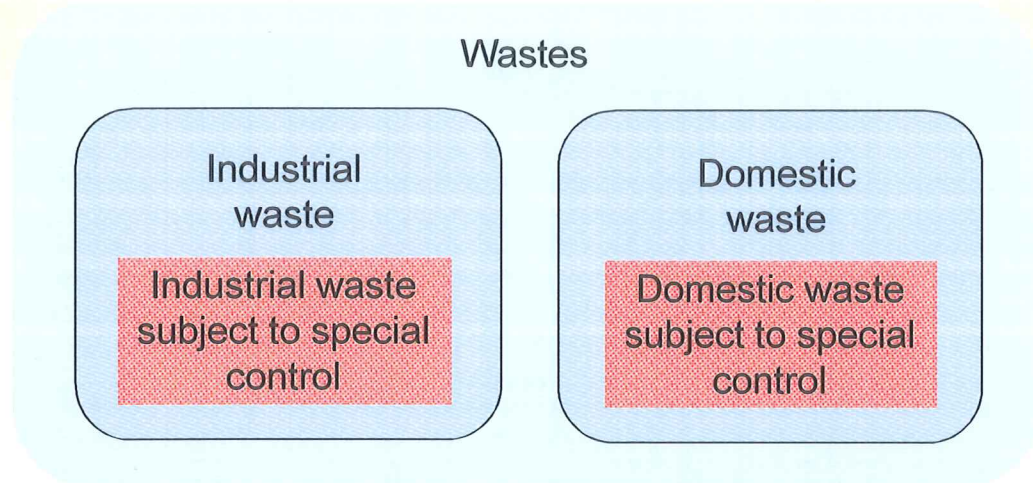 Wastes
Industrial
waste
Industrial waste
subject to special
control
Domestic
waste
Domestic waste
subject to special
control